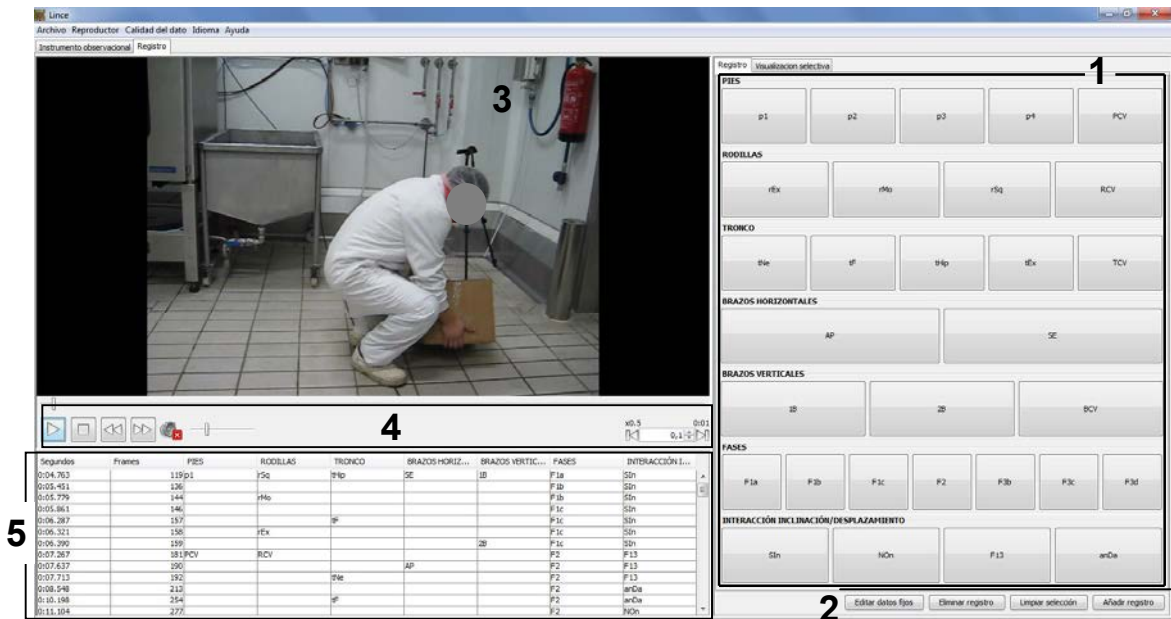 Lince
Archivo Reproductor Calidad del dato Idioma Ayuda
Instrumento observacional Registro
3
Registro Visualizacion selectiva
1
PIES
p1 p2 p3 p4 PCV
RODILLAS
rEx rMo rSq RCV
TRONCO
tNe tF tHip tEx TCV
BRAZOS HORIZONTALES
AP SE
BRAZOS VERTICALES
1B 2B BCV
FASES
F1a F1b F1c F2 F3b F3c F3d
INTERACCIÓN INCLINACIÓN/DESPLAZAMIENTO
SIn NOn F13 anDa
2
Editar datos fijos Eliminar registro Limpiar selección Añadir registro
4
x0.5 0:01
0,1
5
Segundos Frames PIES RODILLAS TRONCO BRAZOS HORIZ... BRAZOS VERTIC... FASES INTERACCIÓN I...
0:04.763 119 p1 rSq tHip SE 1B F1a SIn
0:05.451 136 F1b SIn
0:05.779 144 rMo F1b SIn
0:05.861 146 F1c SIn
0:06.287 157 tF F1c SIn
0:06.321 158 rEx F1c SIn
0:06.390 159 2B F1c SIn
0:07.267 181 PCV RCV F2 F13
0:07.637 190 AP F2 F13
0:07.713 192 tNe F2 F13
0:08.548 213 F2 anDa
0:10.198 254 tF F2 anDa
0:11.104 277 F2 NOn